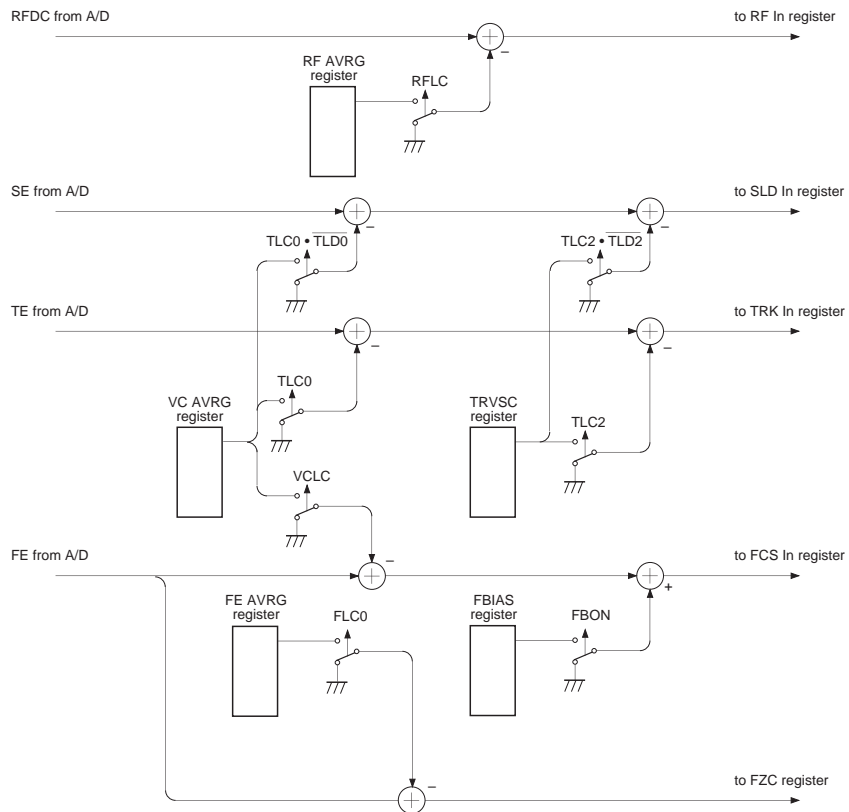 RFDC from A/D
to RF In register
−
RF AVRG
register
RFLC
SE from A/D
to SLD In register
−
−
TLC0 • T̅L̅D̅0̅
TLC2 • T̅L̅D̅2̅
TE from A/D
to TRK In register
−
−
TLC0
VC AVRG
register
TRVSC
register
TLC2
VCLC
FE from A/D
−
to FCS In register
+
FE AVRG
register
FLC0
FBIAS
register
FBON
−
to FZC register